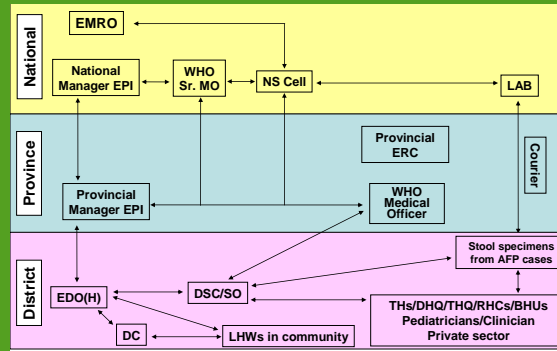 National
EMRO
National
Manager EPI
WHO
Sr. MO
NS Cell
LAB
Province
Provincial
ERC
Courier
Provincial
Manager EPI
WHO
Medical
Officer
District
Stool specimens
from AFP cases
EDO(H)
DSC/SO
THs/DHQ/THQ/RHCs/BHUs
Pediatricians/Clinician
Private sector
DC
LHWs in community